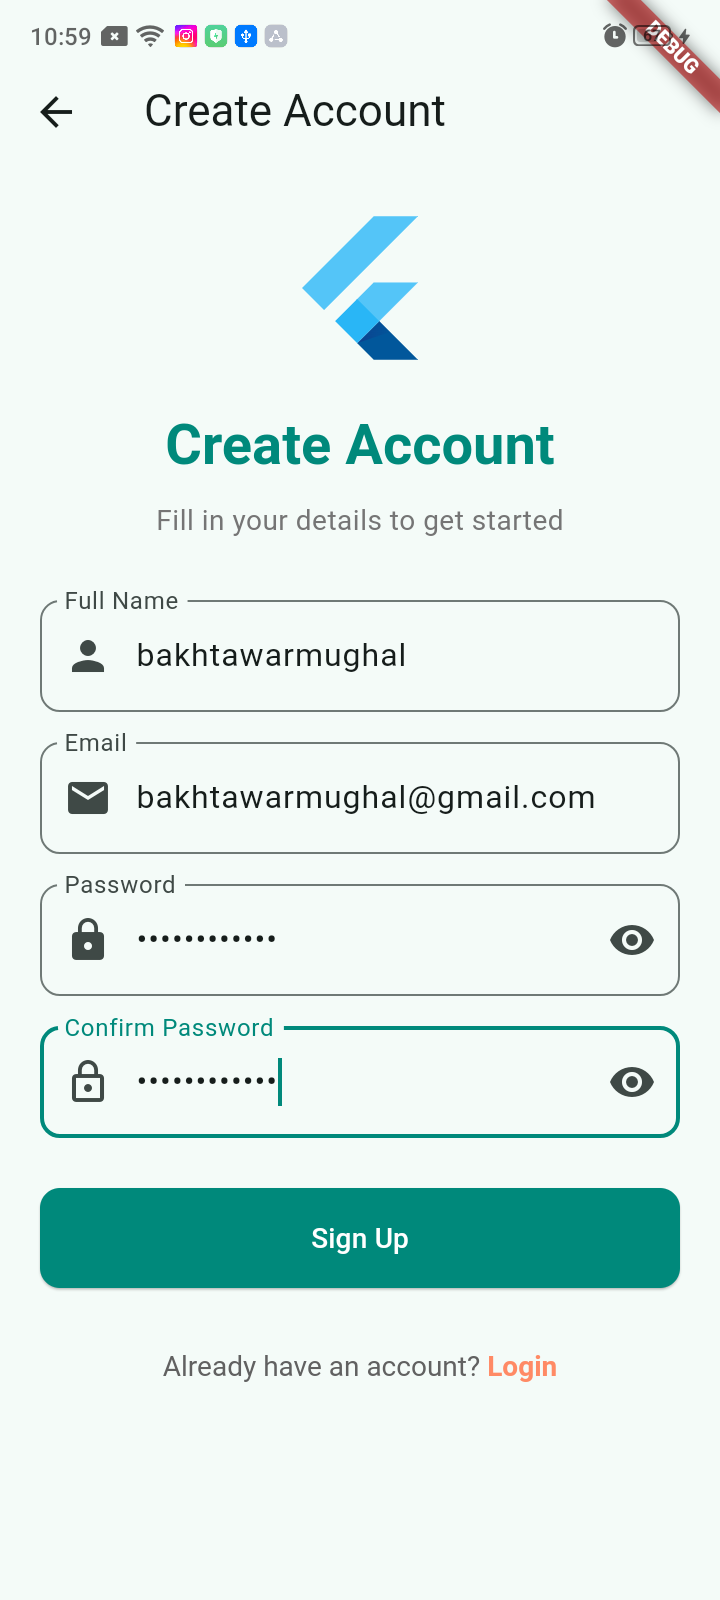 10:59
DEBUG
Create Account
Create Account
Fill in your details to get started
Full Name
bakhtawarmughal
Email
bakhtawarmughal@gmail.com
Password
••••••••••••
Confirm Password
••••••••••••
Sign Up
Already have an account? Login